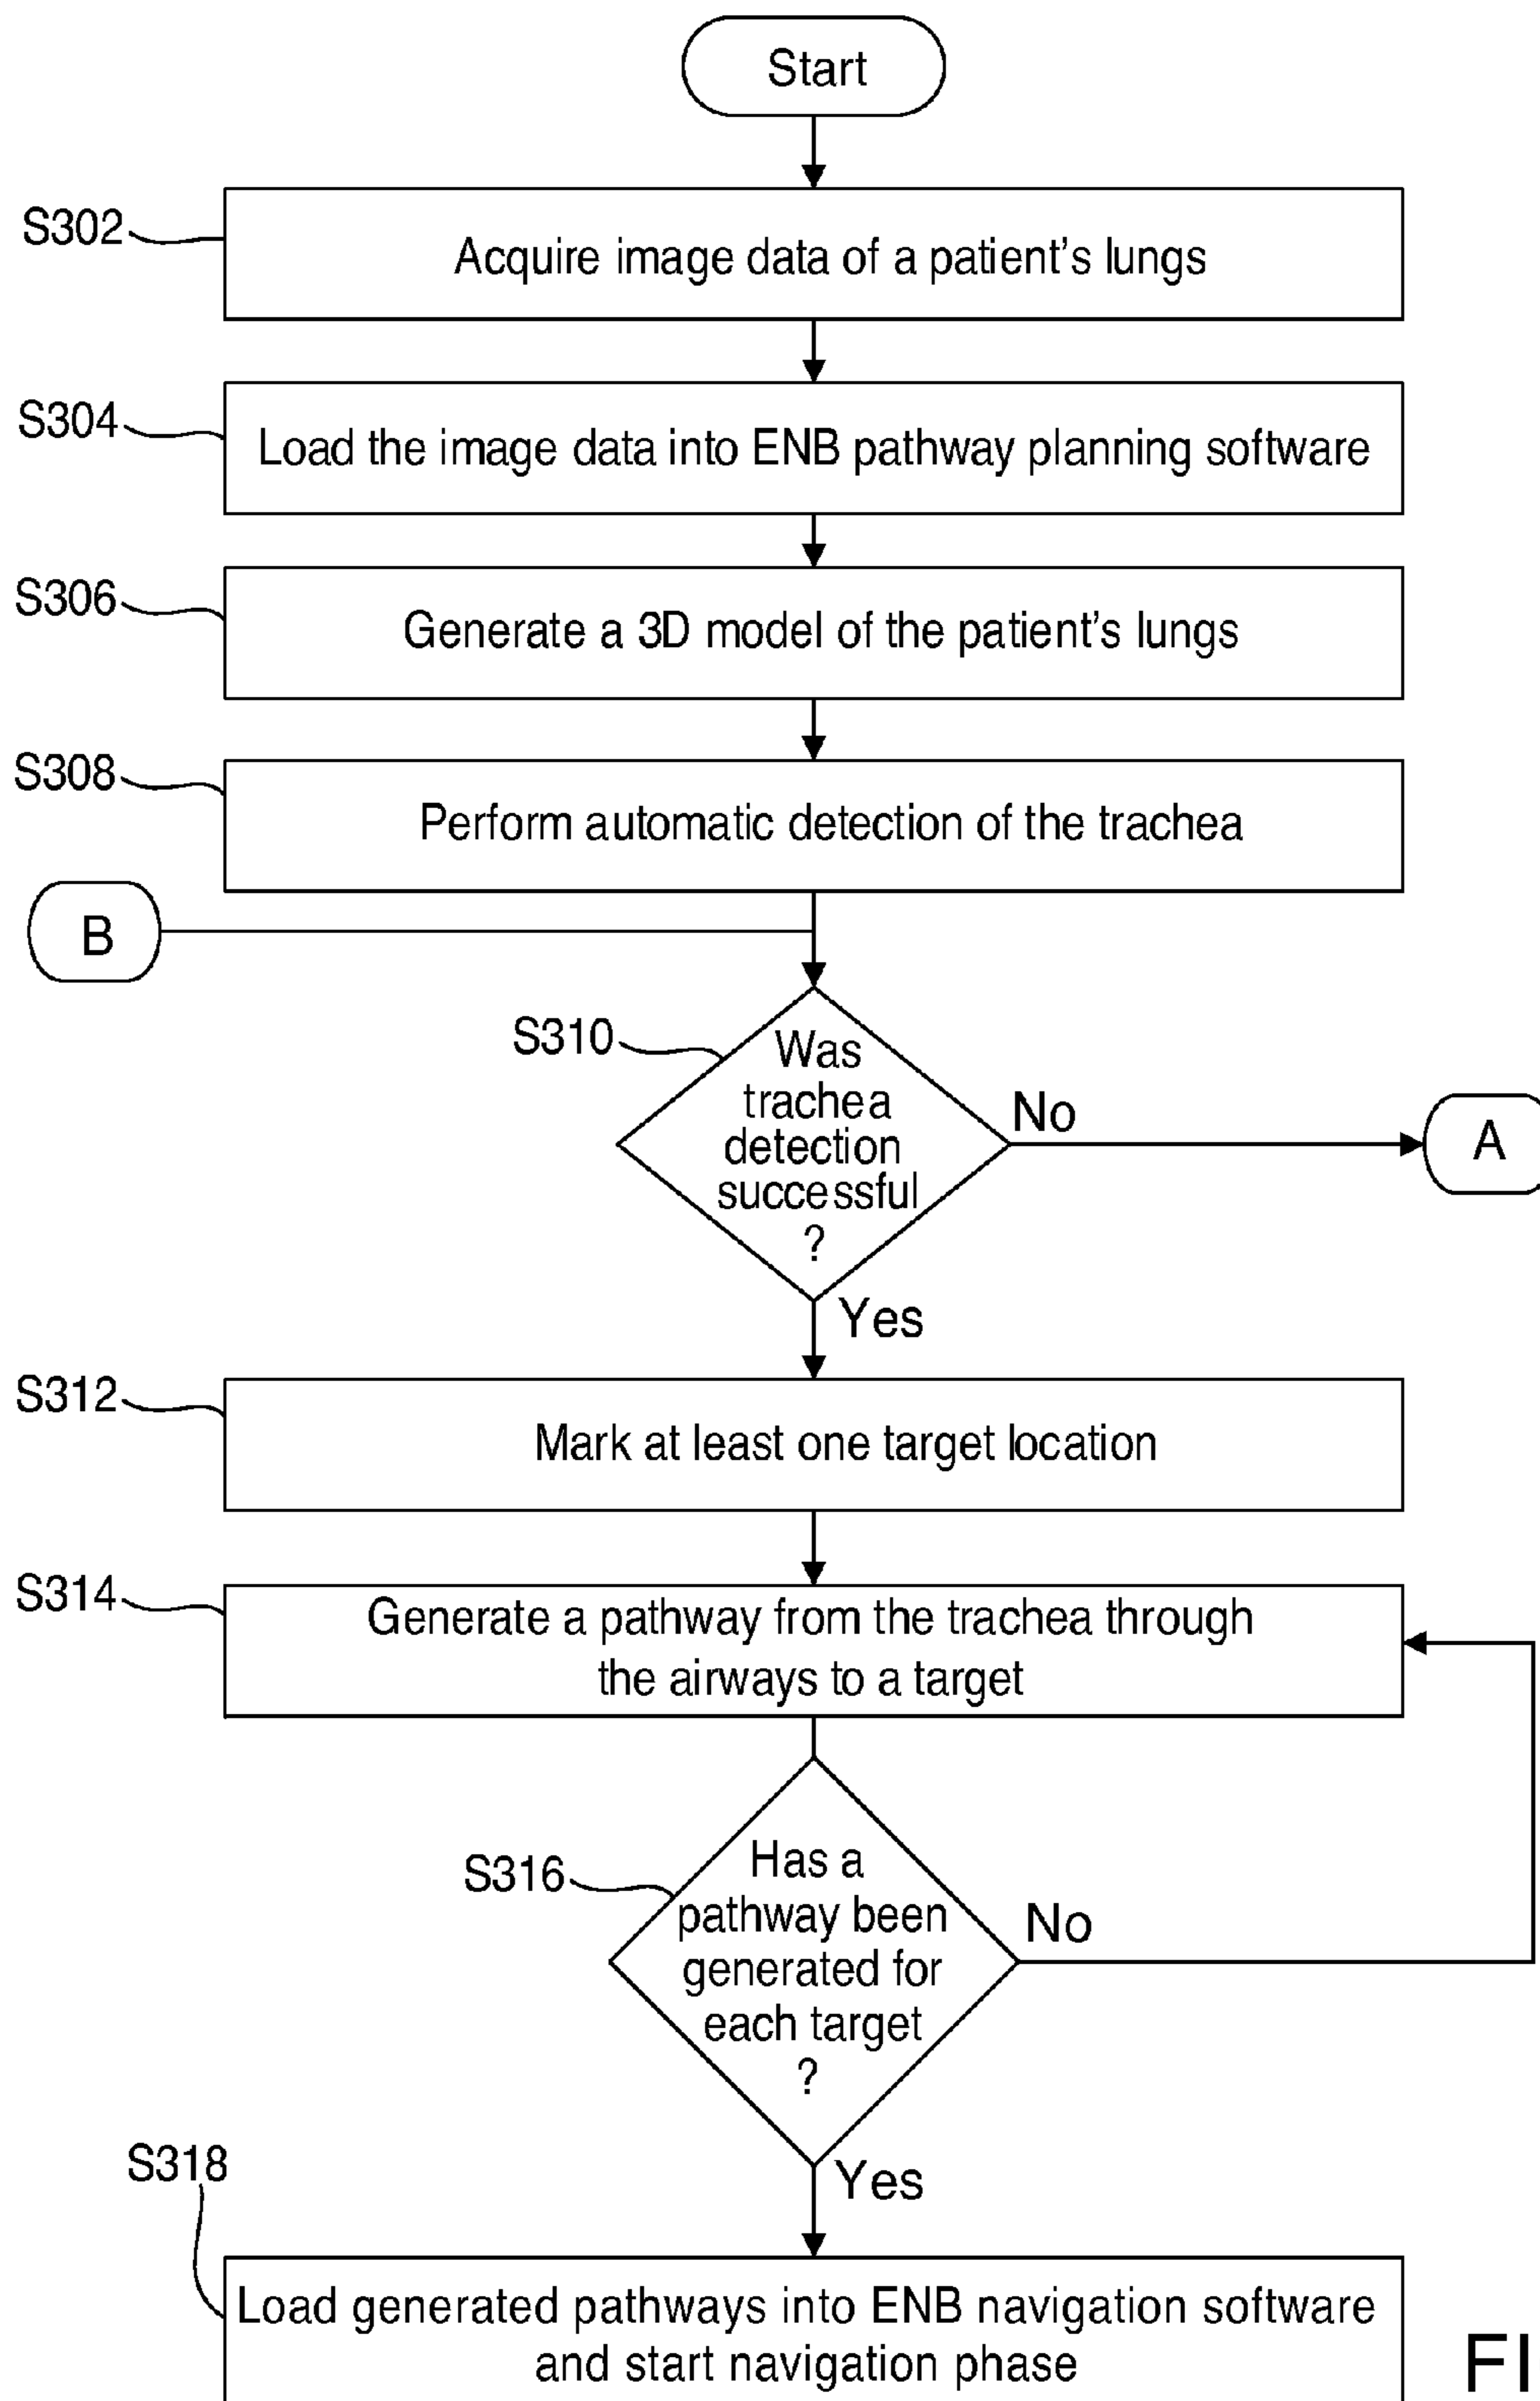 Start
S302
Acquire image data of a patient's lungs
S304
Load the image data into ENB pathway planning software
S306
Generate a 3D model of the patient's lungs
S308
Perform automatic detection of the trachea
B
S310
Was
trachea
detection
successful
?
No
A
Yes
S312
Mark at least one target location
S314
Generate a pathway from the trachea through
the airways to a target
S316
Has a
pathway been
generated for
each target
?
No
Yes
S318
Load generated pathways into ENB navigation software
and start navigation phase
FI